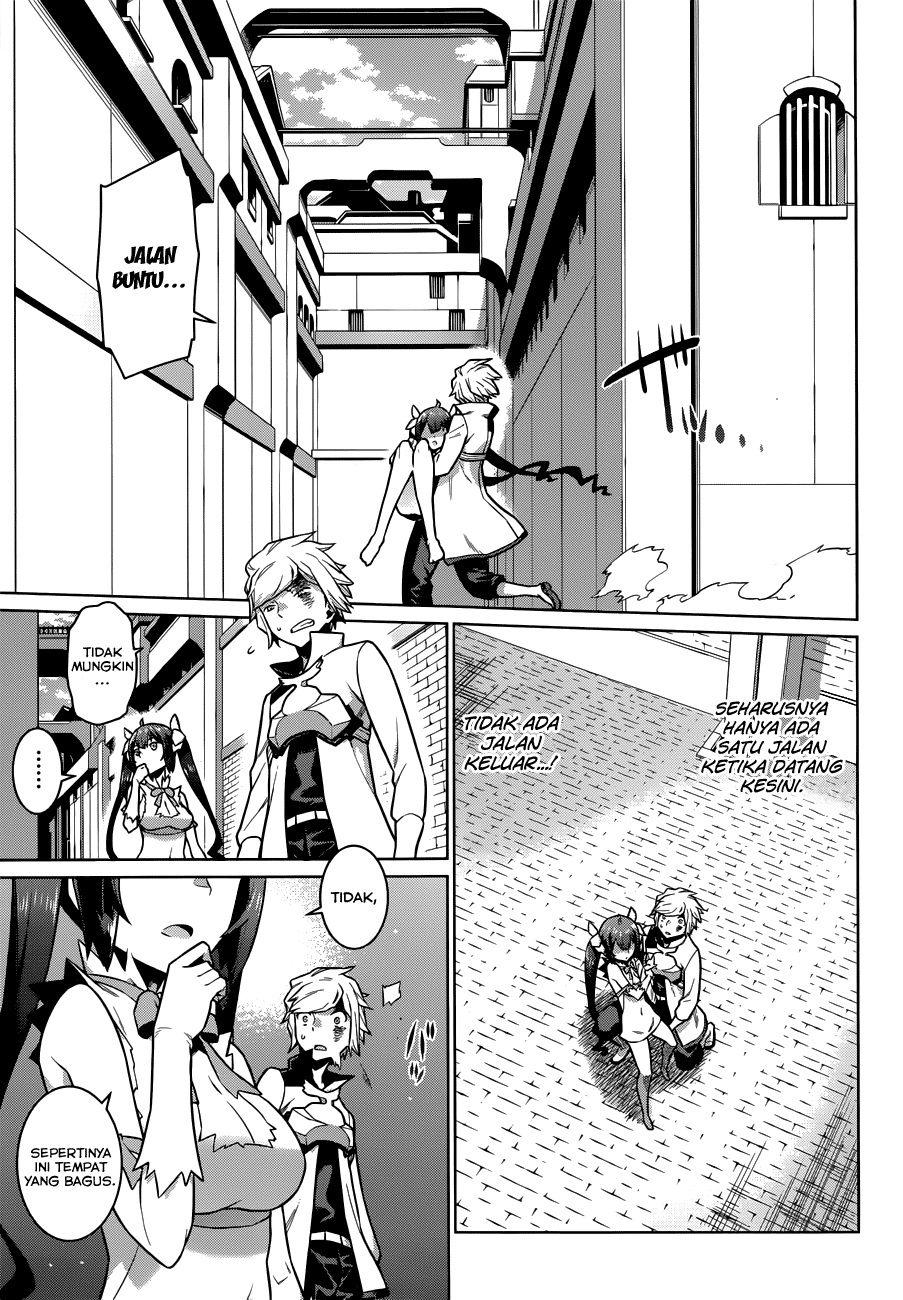 JALAN
BUNTU...
SEHARUSNYA
HANYA ADA
SATU JALAN
KETIKA DATANG
KESINI.
TIDAK ADA
JALAN
KELUAR...!
TIDAK
MUNGKIN
...
......
TIDAK,
SEPERTINYA
INI TEMPAT
YANG BAGUS.